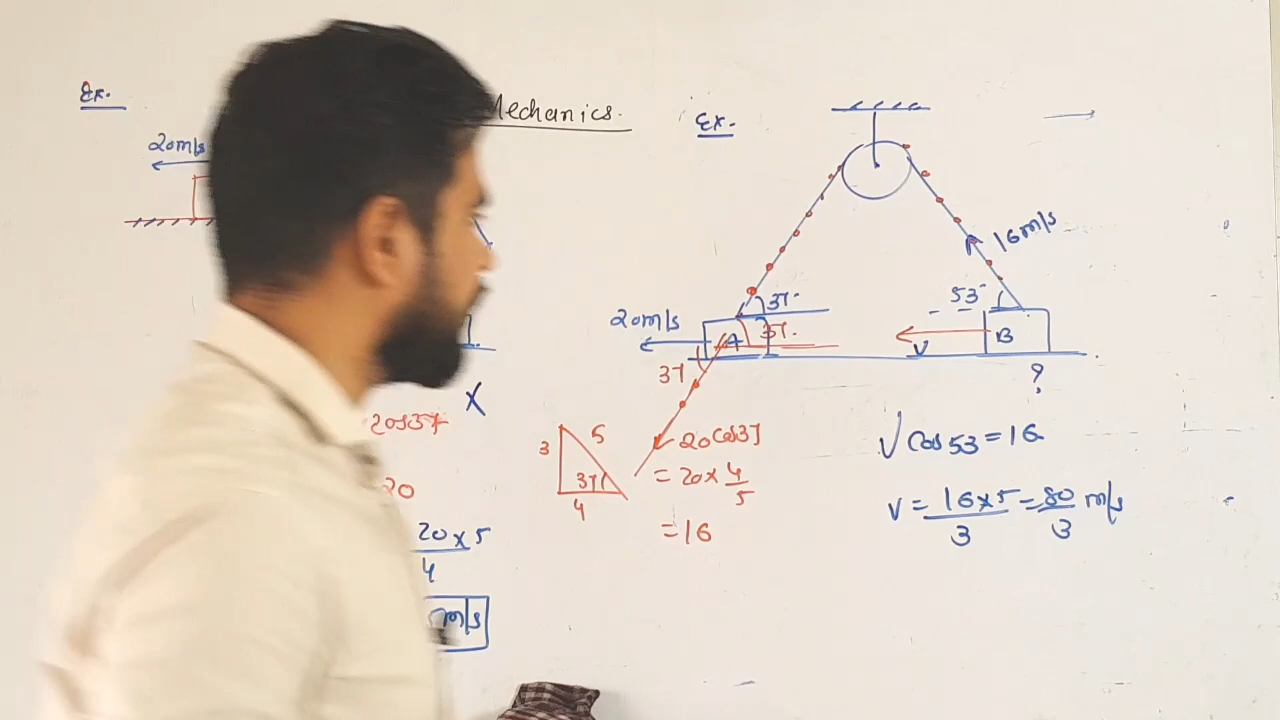 Ex.
Mechanics.
Ex.
20m/s
16m/s
37°
53°
20m/s
A
37°
V
B
37
?
X
20cos37
3
5
37
4
20cos37
= 20 × 4/5
= 16
V cos 53 = 16
V = 16×5/3 = 80/3 m/s
20
20 × 5
4
m/s